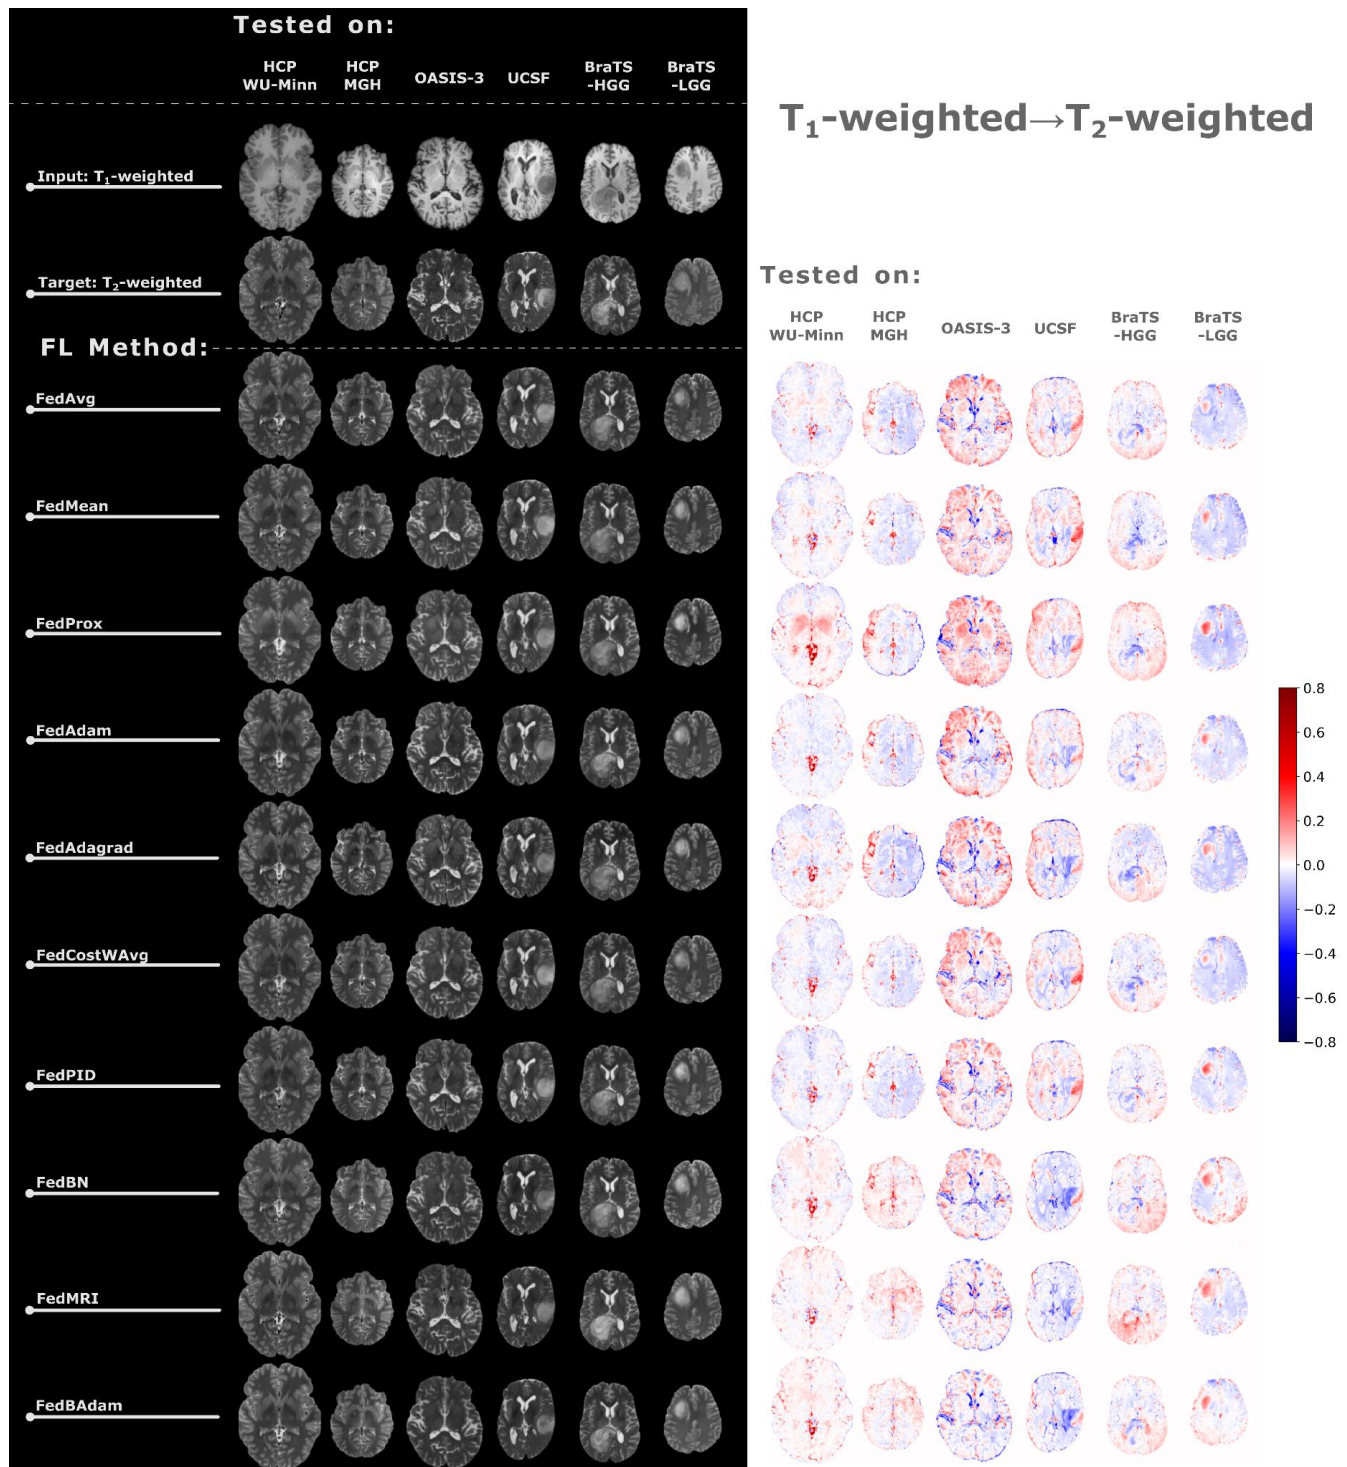 Tested on:
HCP WU-Minn
HCP MGH
OASIS-3
UCSF
BraTS -HGG
BraTS -LGG
T₁-weighted→T₂-weighted
Input: T₁-weighted
Target: T₂-weighted
Tested on:
HCP WU-Minn
HCP MGH
OASIS-3
UCSF
BraTS -HGG
BraTS -LGG
FL Method:
FedAvg
FedMean
FedProx
FedAdam
FedAdagrad
FedCostWAvg
FedPID
FedBN
FedMRI
FedBAdam
0.8
0.6
0.4
0.2
0.0
−0.2
−0.4
−0.6
−0.8